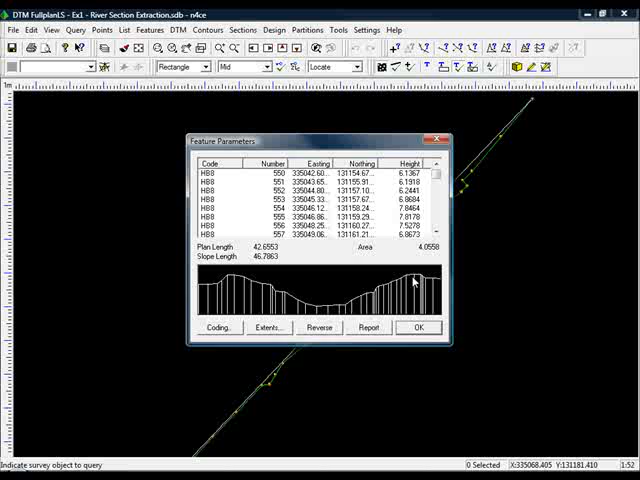 DTM FullplanLS - Ex1 - River Section Extraction.sdb - n4ce
File Edit View Query Points List Features DTM Contours Sections Partitions Tools Settings Help
Rectangle Mid Locate
1m
Feature Parameters
Code Number Easting Northing Height
HB8 550 335042.60... 131154.67... 6.1367
HB8 551 335043.65... 131155.91... 6.1918
HB8 552 335044.80... 131157.10... 6.2441
HB8 553 335045.33... 131157.67... 6.8684
HB8 554 335046.12... 131158.24... 7.8464
HB8 555 335046.86... 131159.29... 7.8178
HB8 556 335048.25... 131160.27... 7.5278
HB8 557 335049.06... 131161.21... 6.8673
Plan Length 42.6553 Area 4.0558
Slope Length 46.7863
Coding.. Extents... Reverse Report OK
Indicate survey object to query 0 Selected X:335068.405 Y:131181.410 1:52